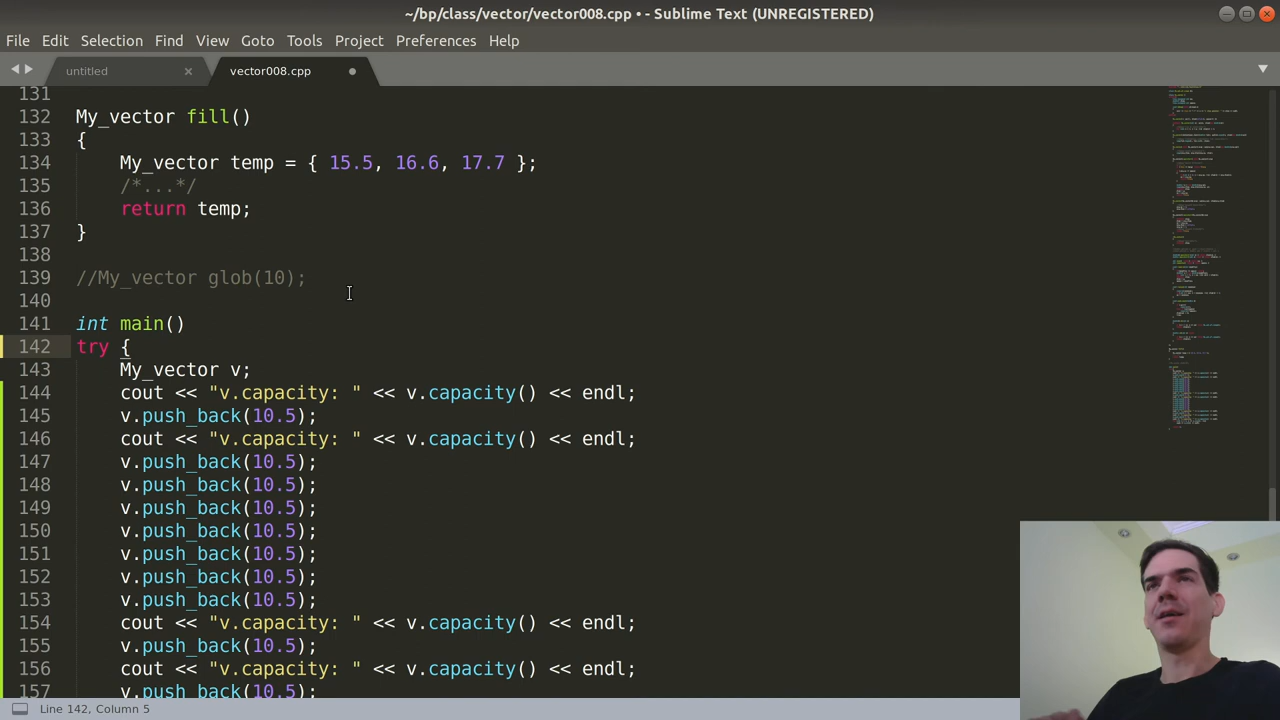 ~/bp/class/vector/vector008.cpp • - Sublime Text (UNREGISTERED)
File Edit Selection Find View Goto Tools Project Preferences Help
untitled vector008.cpp
131
132 My_vector fill()
133 {
134 My_vector temp = { 15.5, 16.6, 17.7 };
135 /*...*/
136 return temp;
137 }
138
139 //My_vector glob(10);
140
141 int main()
142 try {
143 My_vector v;
144 cout << "v.capacity: " << v.capacity() << endl;
145 v.push_back(10.5);
146 cout << "v.capacity: " << v.capacity() << endl;
147 v.push_back(10.5);
148 v.push_back(10.5);
149 v.push_back(10.5);
150 v.push_back(10.5);
151 v.push_back(10.5);
152 v.push_back(10.5);
153 v.push_back(10.5);
154 cout << "v.capacity: " << v.capacity() << endl;
155 v.push_back(10.5);
156 cout << "v.capacity: " << v.capacity() << endl;
157 v.push_back(10.5);
Line 142, Column 5